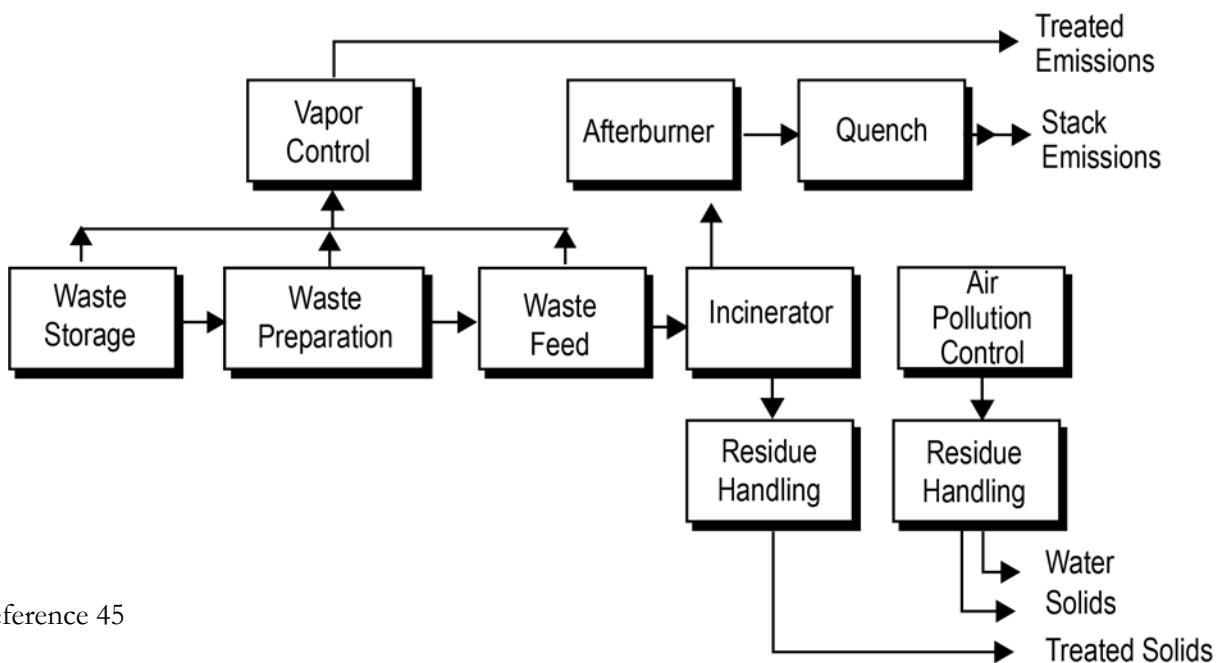 Treated
Emissions
Vapor
Control
Afterburner
Quench
Stack
Emissions
Waste
Storage
Waste
Preparation
Waste
Feed
Incinerator
Air
Pollution
Control
Residue
Handling
Residue
Handling
Water
Solids
Treated Solids
45